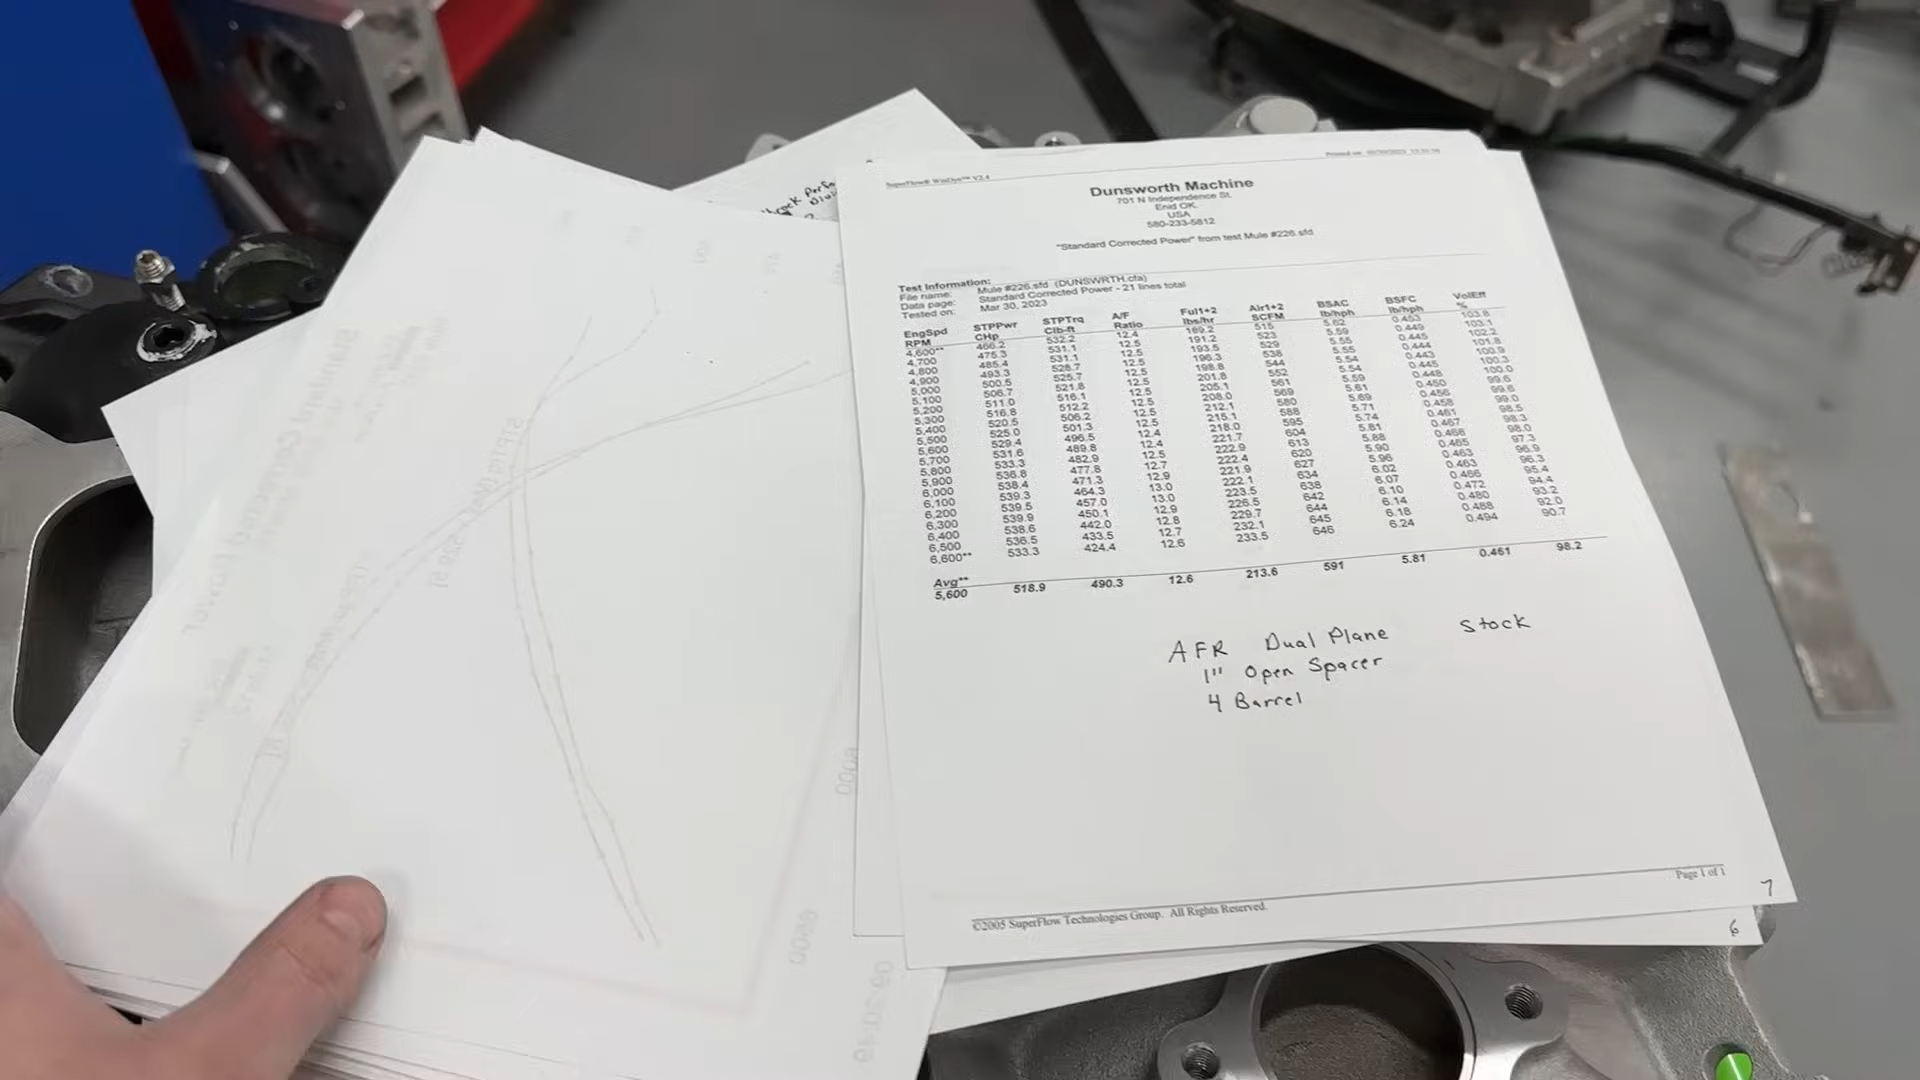 SuperFlow® WinDyn™ V2.4
Dunsworth Machine
701 N Independence St.
Enid OK.
USA
580-233-5812
"Standard Corrected Power" from test Mule #226.sfd
Test Information:
File name: Mule #226.sfd (DUNSWRTH.cfa)
Data page: Standard Corrected Power - 21 lines total
Tested on: Mar 30, 2023
EngSpd STPPwr STPTrq A/F Ful1+2 Air1+2 BSAC BSFC VolEff
RPM CHp Clb-ft Ratio lbs/hr SCFM lb/hph lb/hph %
4,600** 466.2 532.2 12.4 189.2 515 5.62 0.453 103.8
4,700 475.3 531.1 12.5 191.2 523 5.59 0.449 103.1
4,800 485.4 531.1 12.5 193.5 529 5.55 0.445 102.2
4,900 493.3 528.7 12.5 196.3 538 5.55 0.444 101.8
5,000 500.5 525.7 12.5 198.8 544 5.54 0.443 100.9
5,100 506.7 521.8 12.5 201.8 552 0.445 100.3
5,200 511.0 516.1 12.5 205.1 561 5.59 0.448 100.0
5,300 516.8 512.2 12.5 208.0 569 5.61 0.450 99.6
5,400 520.5 506.2 12.5 212.1 580 5.69 0.456 99.6
5,500 525.0 501.3 12.5 215.1 588 5.71 0.458 99.0
5,600 529.4 496.5 12.4 218.0 595 5.74 0.461 98.5
5,700 531.6 489.8 12.4 221.7 604 5.81 0.467 98.3
5,800 533.3 482.9 12.5 222.9 613 5.88 0.466 98.0
5,900 536.8 477.8 12.7 222.4 620 5.90 0.465 97.3
6,000 538.4 471.3 12.9 221.9 627 5.96 0.463 96.9
6,100 539.3 464.3 13.0 222.1 634 6.02 0.463 96.3
6,200 539.5 457.0 13.0 223.5 638 6.07 0.466 95.4
6,300 539.9 450.1 12.9 226.5 642 6.10 0.472 94.4
6,400 538.6 442.0 12.8 229.7 644 6.14 0.480 93.2
6,500 536.5 433.5 12.7 232.1 645 6.18 0.488 92.0
6,600** 533.3 424.4 12.6 233.5 646 6.24 0.494 90.7
Avg**
5,600 518.9 490.3 12.6 213.6 591 5.81 0.461 98.2
AFR Dual Plane Stock
1" Open Spacer
4 Barrel
Page 1 of 1
©2005 SuperFlow Technologies Group. All Rights Reserved.
7
6